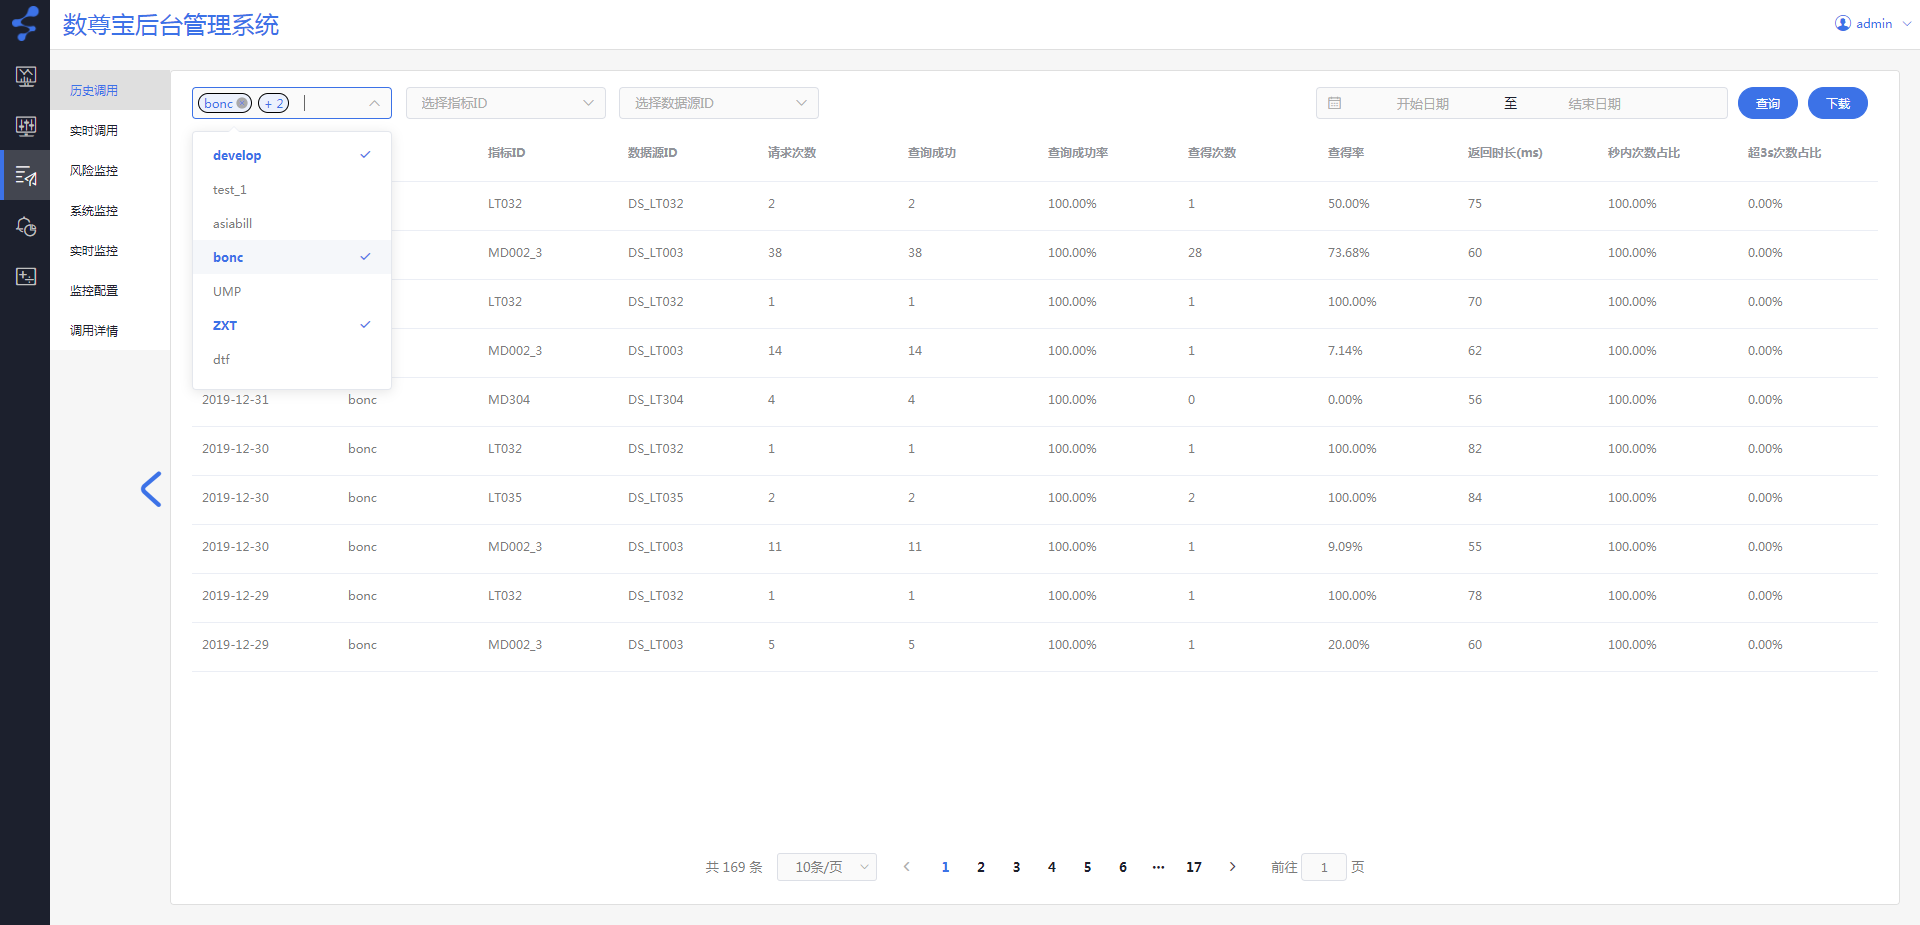 数尊宝后台管理系统
admin
历史调用
实时调用
风险监控
系统监控
实时监控
监控配置
调用详情
bonc + 2 选择指标ID 选择数据源ID 开始日期 至 结束日期 查询 下载
develop
test_1
asiabill
bonc
UMP
ZXT
dtf
指标ID 数据源ID 请求次数 查询成功 查询成功率 查得次数 查得率 返回时长(ms) 秒内次数占比 超3s次数占比
LT032 DS_LT032 2 2 100.00% 1 50.00% 75 100.00% 0.00%
MD002_3 DS_LT003 38 38 100.00% 28 73.68% 60 100.00% 0.00%
LT032 DS_LT032 1 1 100.00% 1 100.00% 70 100.00% 0.00%
MD002_3 DS_LT003 14 14 100.00% 1 7.14% 62 100.00% 0.00%
2019-12-31 bonc MD304 DS_LT304 4 4 100.00% 0 0.00% 56 100.00% 0.00%
2019-12-30 bonc LT032 DS_LT032 1 1 100.00% 1 100.00% 82 100.00% 0.00%
2019-12-30 bonc LT035 DS_LT035 2 2 100.00% 2 100.00% 84 100.00% 0.00%
2019-12-30 bonc MD002_3 DS_LT003 11 11 100.00% 1 9.09% 55 100.00% 0.00%
2019-12-29 bonc LT032 DS_LT032 1 1 100.00% 1 100.00% 78 100.00% 0.00%
2019-12-29 bonc MD002_3 DS_LT003 5 5 100.00% 1 20.00% 60 100.00% 0.00%
共 169 条 10条/页 1 2 3 4 5 6 ··· 17 前往 1 页